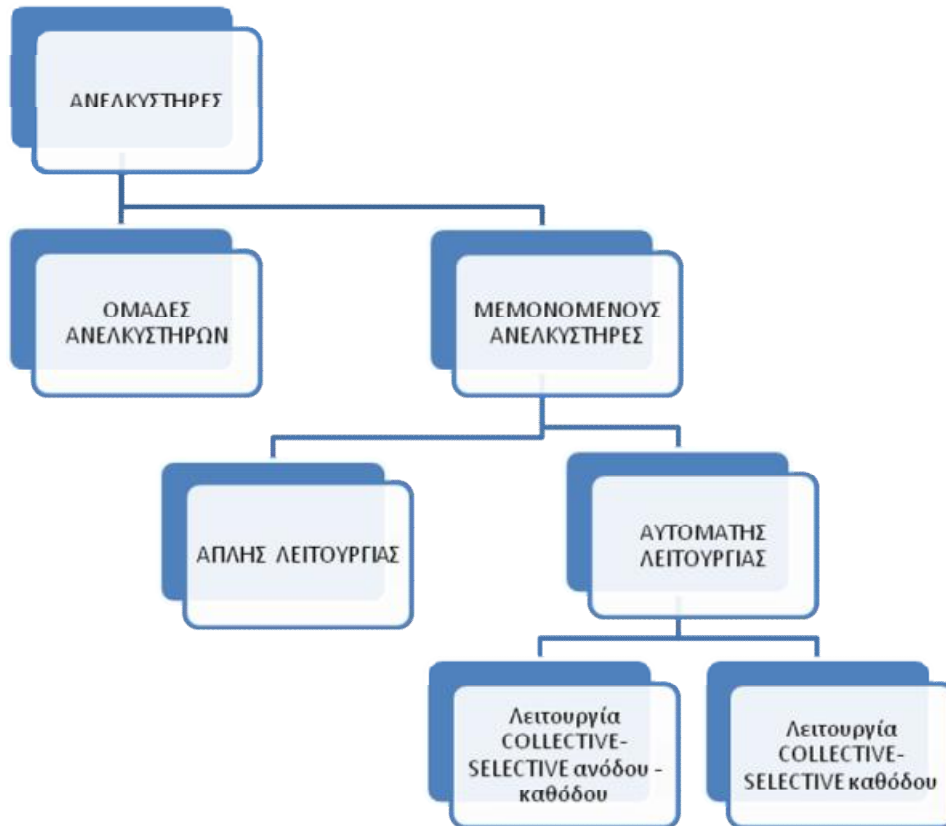 ΑΝΕΛΚΥΣΤΗΡΕΣ
ΟΜΑΔΕΣ
ΑΝΕΛΚΥΣΤΗΡΩΝ
ΜΕΜΟΝΟΜΕΝΟΥΣ
ΑΝΕΛΚΥΣΤΗΡΕΣ
ΑΠΛΗΣ ΛΕΙΤΟΥΡΓΙΑΣ
ΑΥΤΟΜΑΤΗΣ
ΛΕΙΤΟΥΡΓΙΑΣ
Λειτουργία
COLLECTIVE-
SELECTIVE ανόδου -
καθόδου
Λειτουργία
COLLECTIVE-
SELECTIVE καθόδου